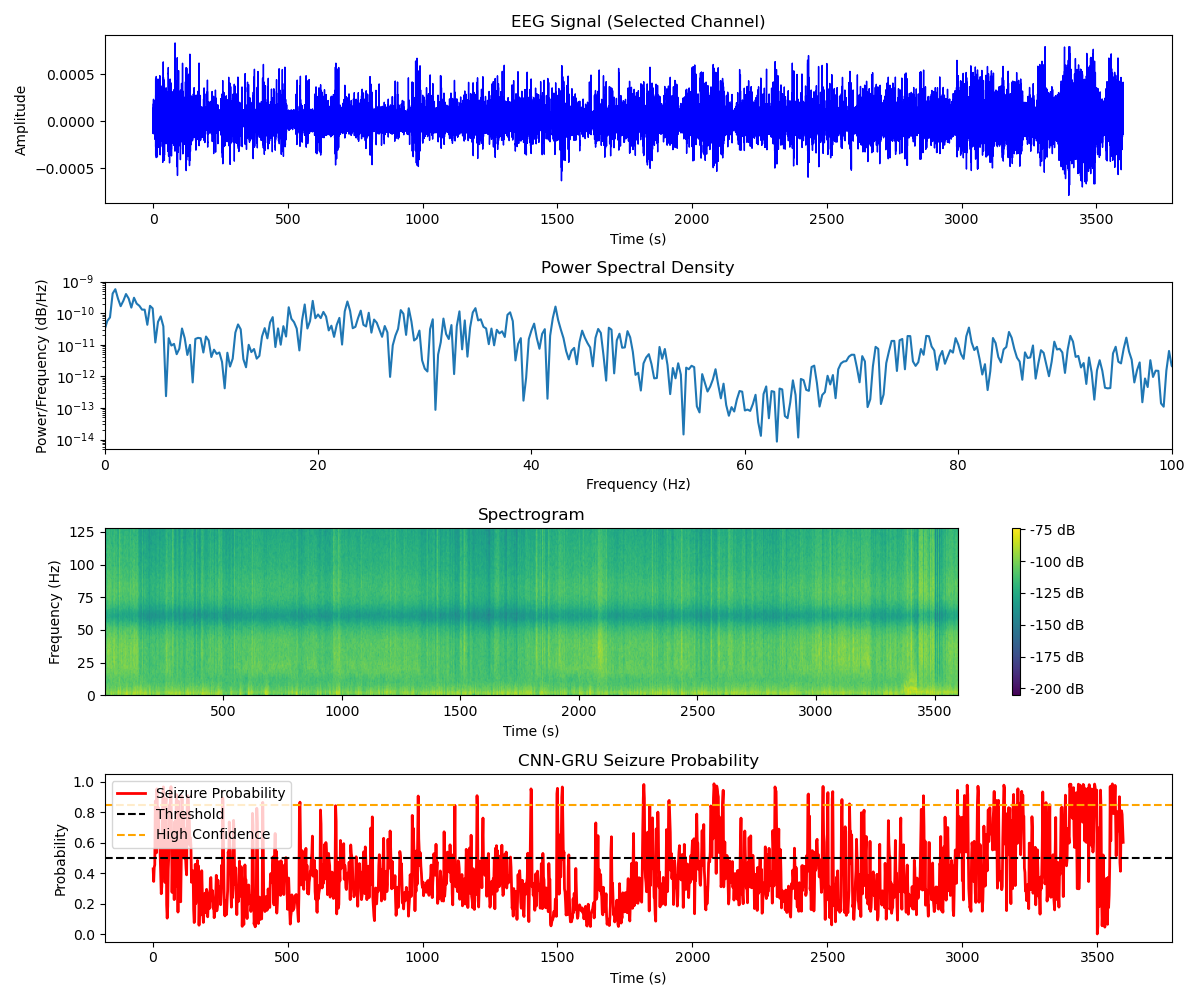 EEG Signal (Selected Channel)
Amplitude
0.0005
0.0000
−0.0005
0 500 1000 1500 2000 2500 3000 3500
Time (s)
Power Spectral Density
Power/Frequency (dB/Hz)
10⁻⁹
10⁻¹⁰
10⁻¹¹
10⁻¹²
10⁻¹³
10⁻¹⁴
0 20 40 60 80 100
Frequency (Hz)
Spectrogram
Frequency (Hz)
125
100
75
50
25
0
500 1000 1500 2000 2500 3000 3500
Time (s)
-75 dB
-100 dB
-125 dB
-150 dB
-175 dB
-200 dB
CNN-GRU Seizure Probability
Probability
1.0
0.8
0.6
0.4
0.2
0.0
Seizure Probability
Threshold
High Confidence
0 500 1000 1500 2000 2500 3000 3500
Time (s)